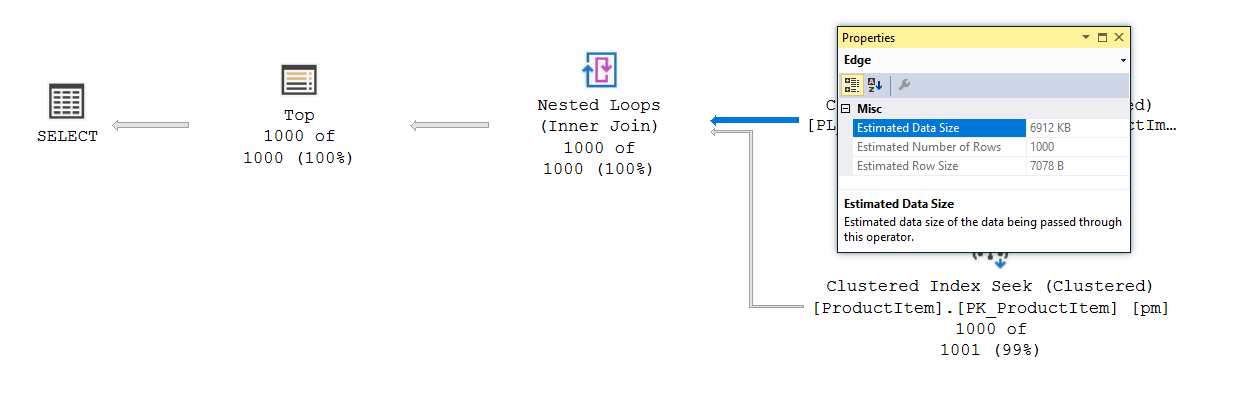 SELECT
Top
1000 of
1000 (100%)
Nested Loops
(Inner Join)
1000 of
1000 (100%)
C
[PL_
d)
ctIm...
Properties
Edge
Misc
Estimated Data Size 6912 KB
Estimated Number of Rows 1000
Estimated Row Size 7078 B
Estimated Data Size
Estimated data size of the data being passed through
this operator.
Clustered Index Seek (Clustered)
[ProductItem].[PK_ProductItem] [pm]
1000 of
1001 (99%)